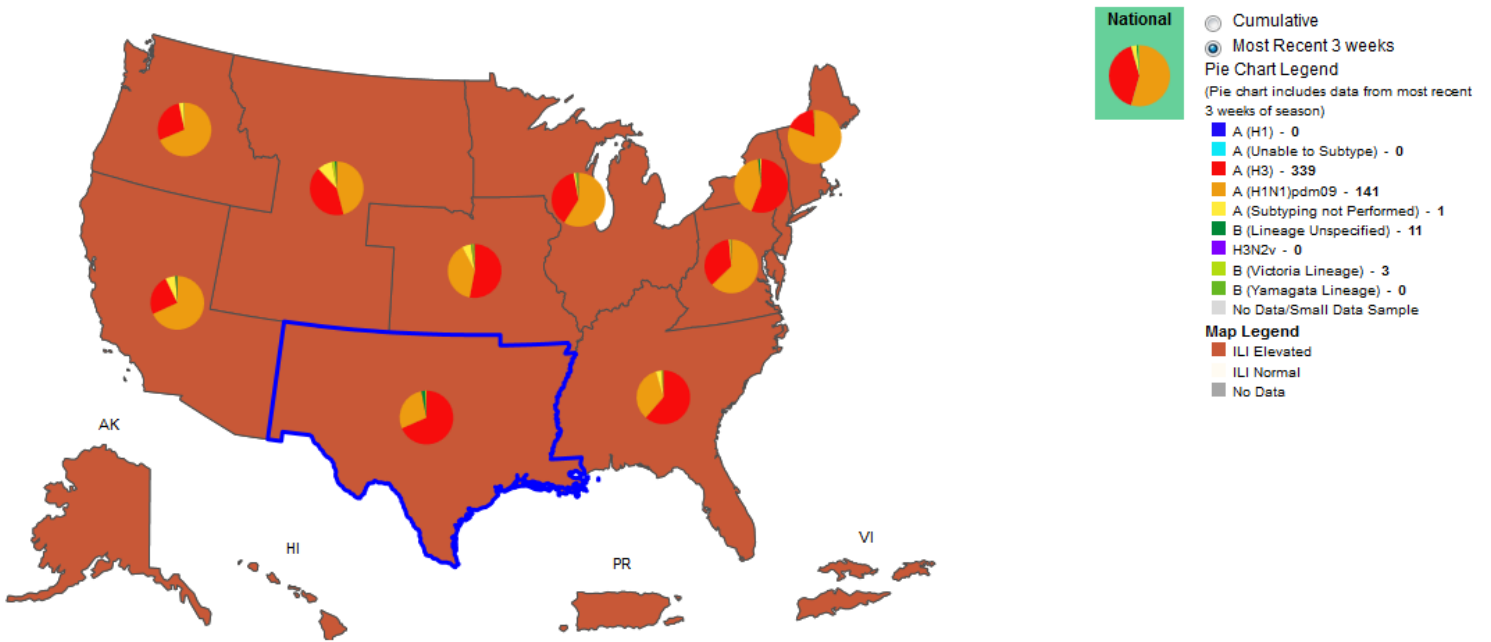 National
Cumulative
Most Recent 3 weeks
Pie Chart Legend
(Pie chart includes data from most recent
3 weeks of season)
A (H1) - 0
A (Unable to Subtype) - 0
A (H3) - 339
A (H1N1)pdm09 - 141
A (Subtyping not Performed) - 1
B (Lineage Unspecified) - 11
H3N2v - 0
B (Victoria Lineage) - 3
B (Yamagata Lineage) - 0
No Data/Small Data Sample
Map Legend
ILI Elevated
ILI Normal
No Data
AK
HI
PR
VI